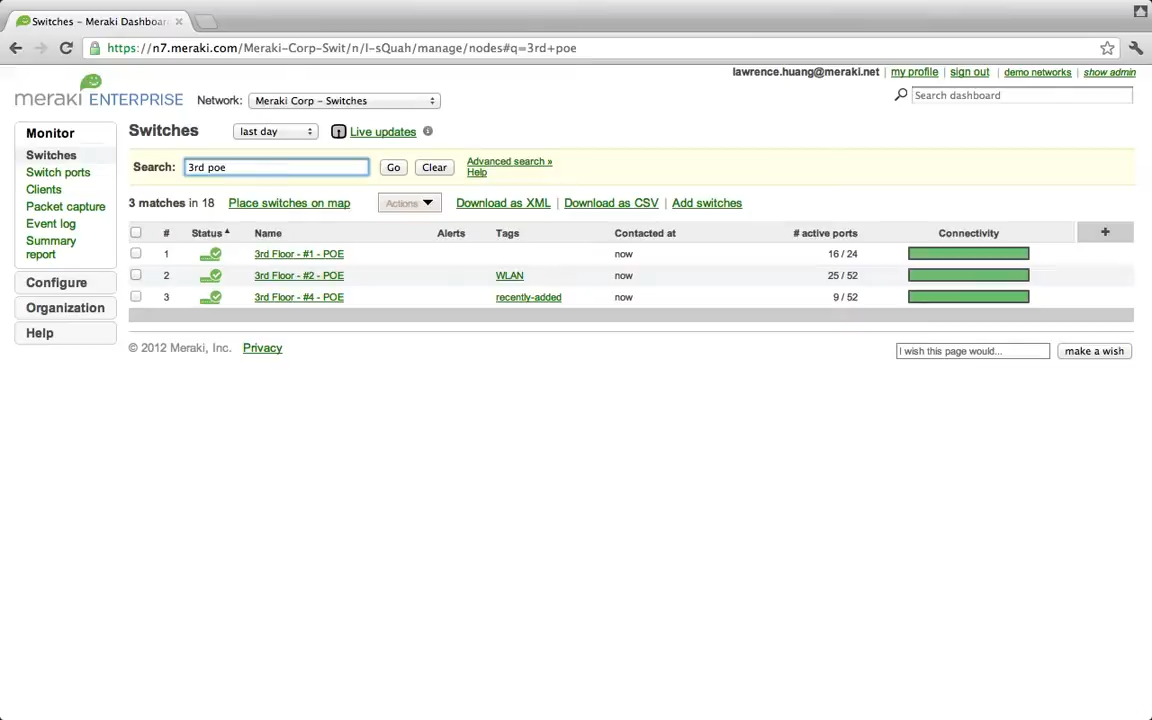 Switches – Meraki Dashboar
https://n7.meraki.com/Meraki-Corp-Swit/n/l-sQuah/manage/nodes#q=3rd+poe
lawrence.huang@meraki.net | my profile | sign out | demo networks | show admin
meraki ENTERPRISE Network: Meraki Corp – Switches
Search dashboard
Monitor
Switches
Switch ports
Clients
Packet capture
Event log
Summary
report
Configure
Organization
Help
Switches last day Live updates i
Search: 3rd poe Go Clear Advanced search »
Help
3 matches in 18 Place switches on map Actions Download as XML | Download as CSV | Add switches
# Status Name Alerts Tags Contacted at # active ports Connectivity +
1 3rd Floor - #1 - POE now 16 / 24
2 3rd Floor - #2 - POE WLAN now 25 / 52
3 3rd Floor - #4 - POE recently-added now 9 / 52
© 2012 Meraki, Inc. Privacy
I wish this page would... make a wish